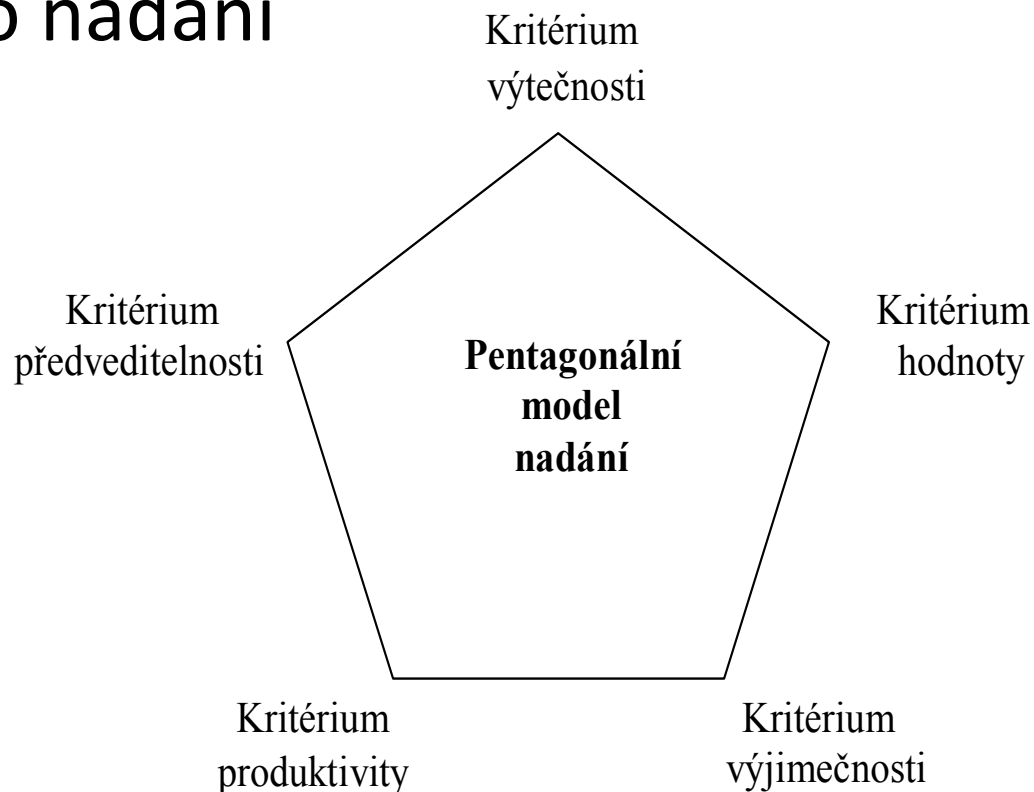 o nadání
Kritérium
výtečnosti
Kritérium
předveditelnosti
Kritérium
hodnoty
Pentagonální
model
nadání
Kritérium
produktivity
Kritérium
výjimečnosti